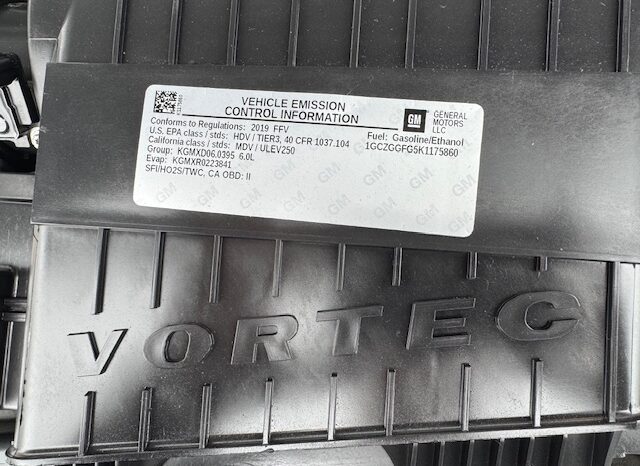 VEHICLE EMISSION
CONTROL INFORMATION
GM
GENERAL
MOTORS
LLC
Conforms to Regulations: 2019 FFV
Fuel: Gasoline/Ethanol
U.S. EPA class / stds: HDV / TIER3, 40 CFR 1037.104
1GCZGGFG5K1175860
California class / stds: MDV / ULEV250
Group: KGMXD06.0395 6.0L
Evap: KGMXR0223841
SFI/HO2S/TWC, CA OBD: II
VORTEC